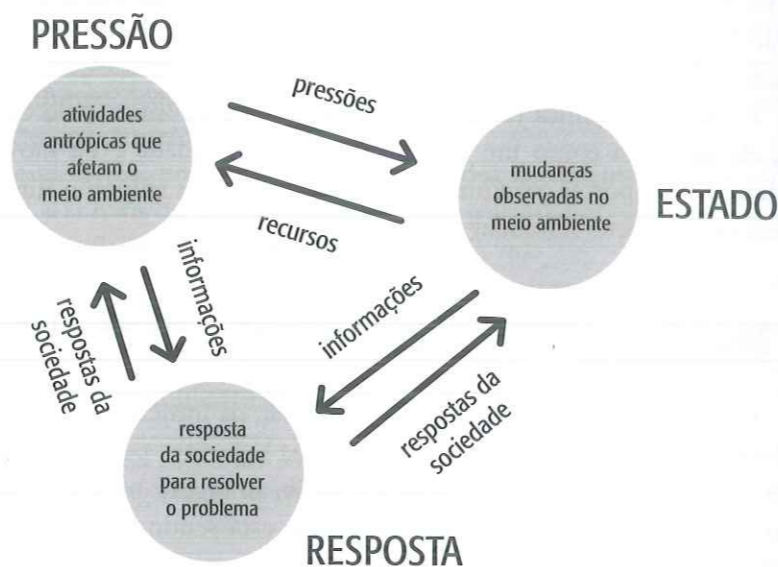 PRESSÃO
atividades
antrópicas que
afetam o
meio ambiente
pressões
recursos
mudanças
observadas no
meio ambiente
ESTADO
informações
respostas da
sociedade
informações
respostas da
sociedade
resposta
da sociedade
para resolver
o problema
RESPOSTA